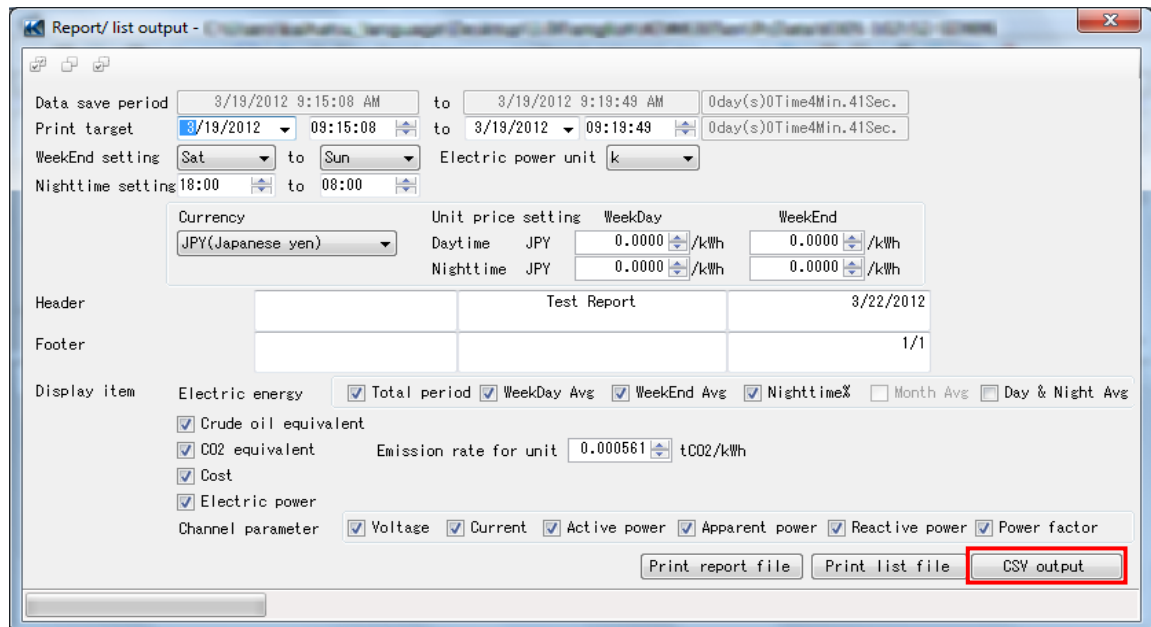 Report/ list output -
Data save period 3/19/2012 9:15:08 AM to 3/19/2012 9:19:49 AM 0day(s)0Time4Min.41Sec.
Print target 3/19/2012 09:15:08 to 3/19/2012 09:19:49 0day(s)0Time4Min.41Sec.
WeekEnd setting Sat to Sun Electric power unit k
Nighttime setting 18:00 to 08:00
Currency Unit price setting WeekDay WeekEnd
JPY(Japanese yen) Daytime JPY 0.0000 /kWh 0.0000 /kWh
Nighttime JPY 0.0000 /kWh 0.0000 /kWh
Header Test Report 3/22/2012
Footer 1/1
Display item Electric energy Total period WeekDay Avg WeekEnd Avg Nighttime% Month Avg Day & Night Avg
Crude oil equivalent
CO2 equivalent Emission rate for unit 0.000561 tCO2/kWh
Cost
Electric power
Channel parameter Voltage Current Active power Apparent power Reactive power Power factor
Print report file Print list file CSV output